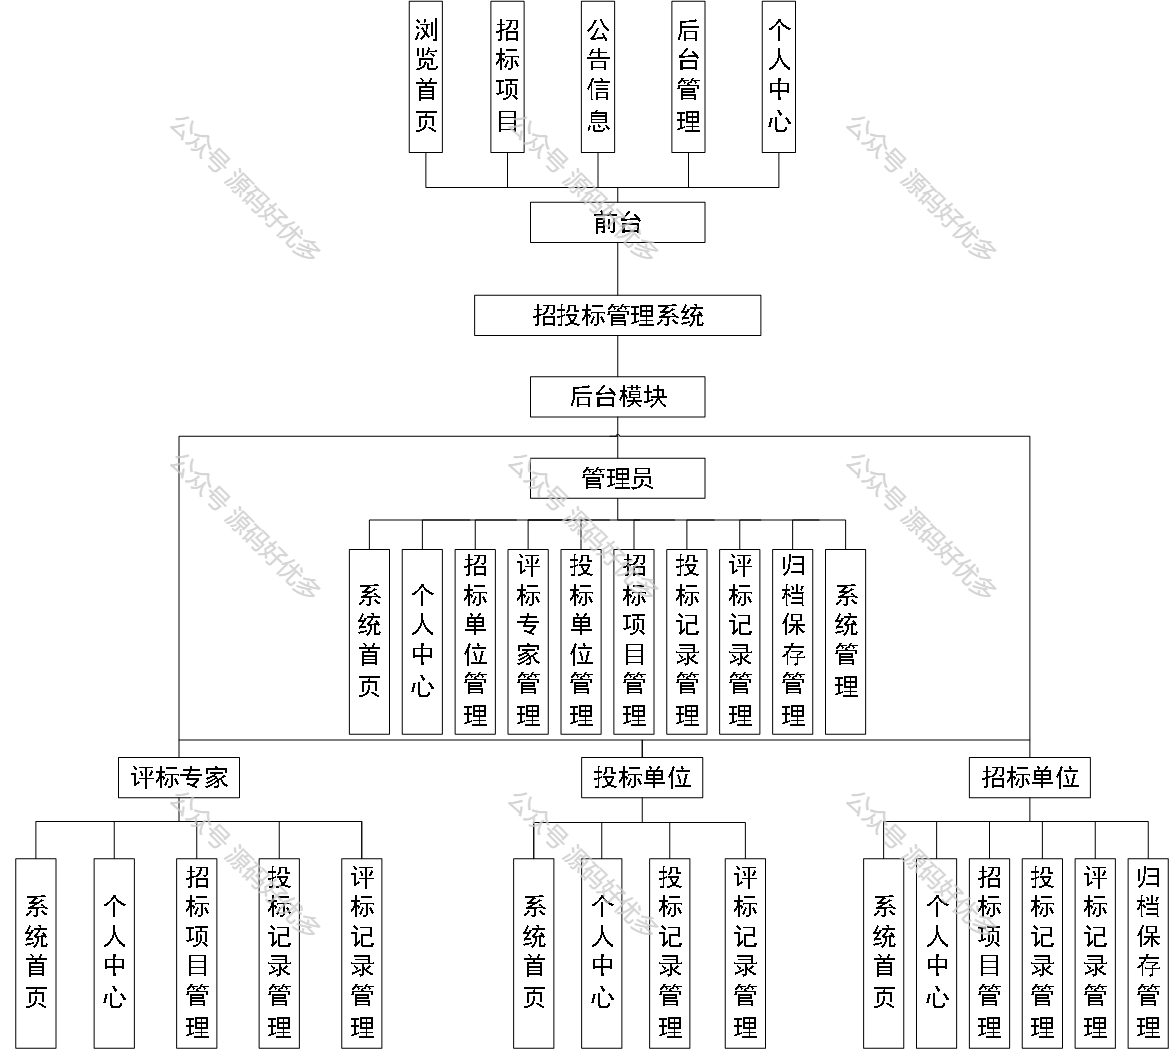 浏览首页
招标项目
公告信息
后台管理
个人中心
前台
招投标管理系统
后台模块
管理员
系统首页
个人中心
招标单位管理
评标专家管理
投标单位管理
招标项目管理
投标记录管理
评标记录管理
归档保存管理
系统管理
评标专家
投标单位
招标单位
系统首页
个人中心
招标项目管理
投标记录管理
评标记录管理
系统首页
个人中心
投标记录管理
评标记录管理
系统首页
个人中心
招标项目管理
投标记录管理
评标记录管理
归档保存管理
公众号 源码好优多
公众号 源码好优多
公众号 源码好优多
公众号 源码好优多
公众号 源码好优多
公众号 源码好优多
公众号 源码好优多
公众号 源码好优多
公众号 源码好优多